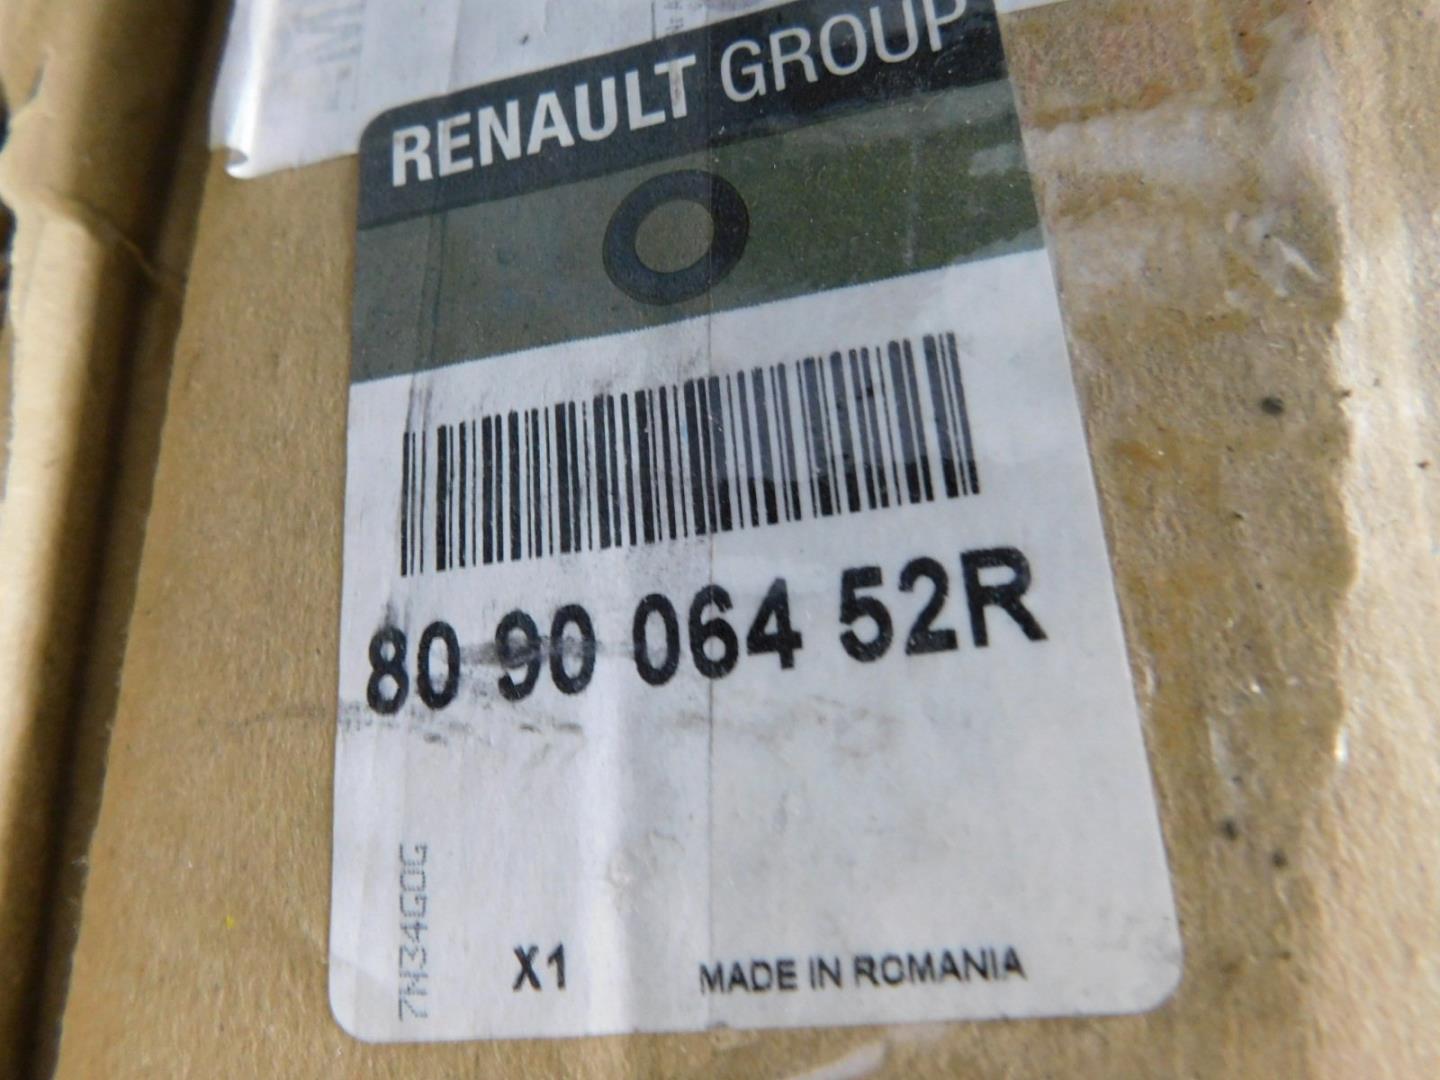 RENAULT GROUP
80 90 064 52R
7M34G0G
X1
MADE IN ROMANIA